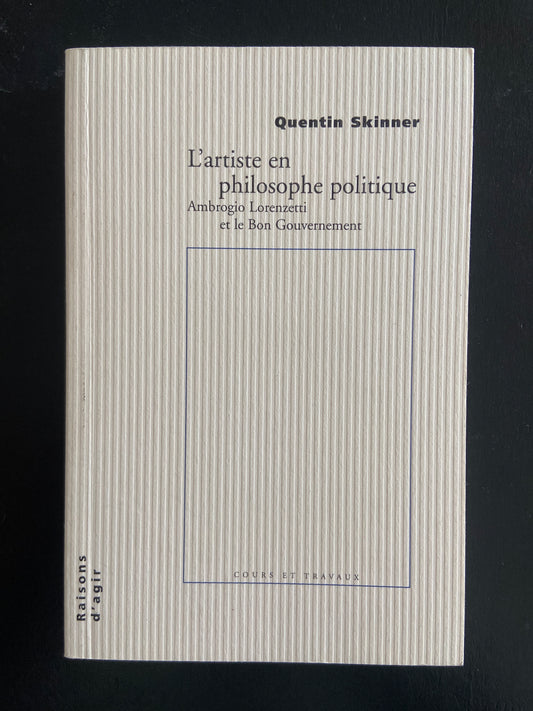 Quentin Skinner
L'artiste en
philosophe politique
Ambrogio Lorenzetti
et le Bon Gouvernement
COURS ET TRAVAUX
Raisons
d'agir